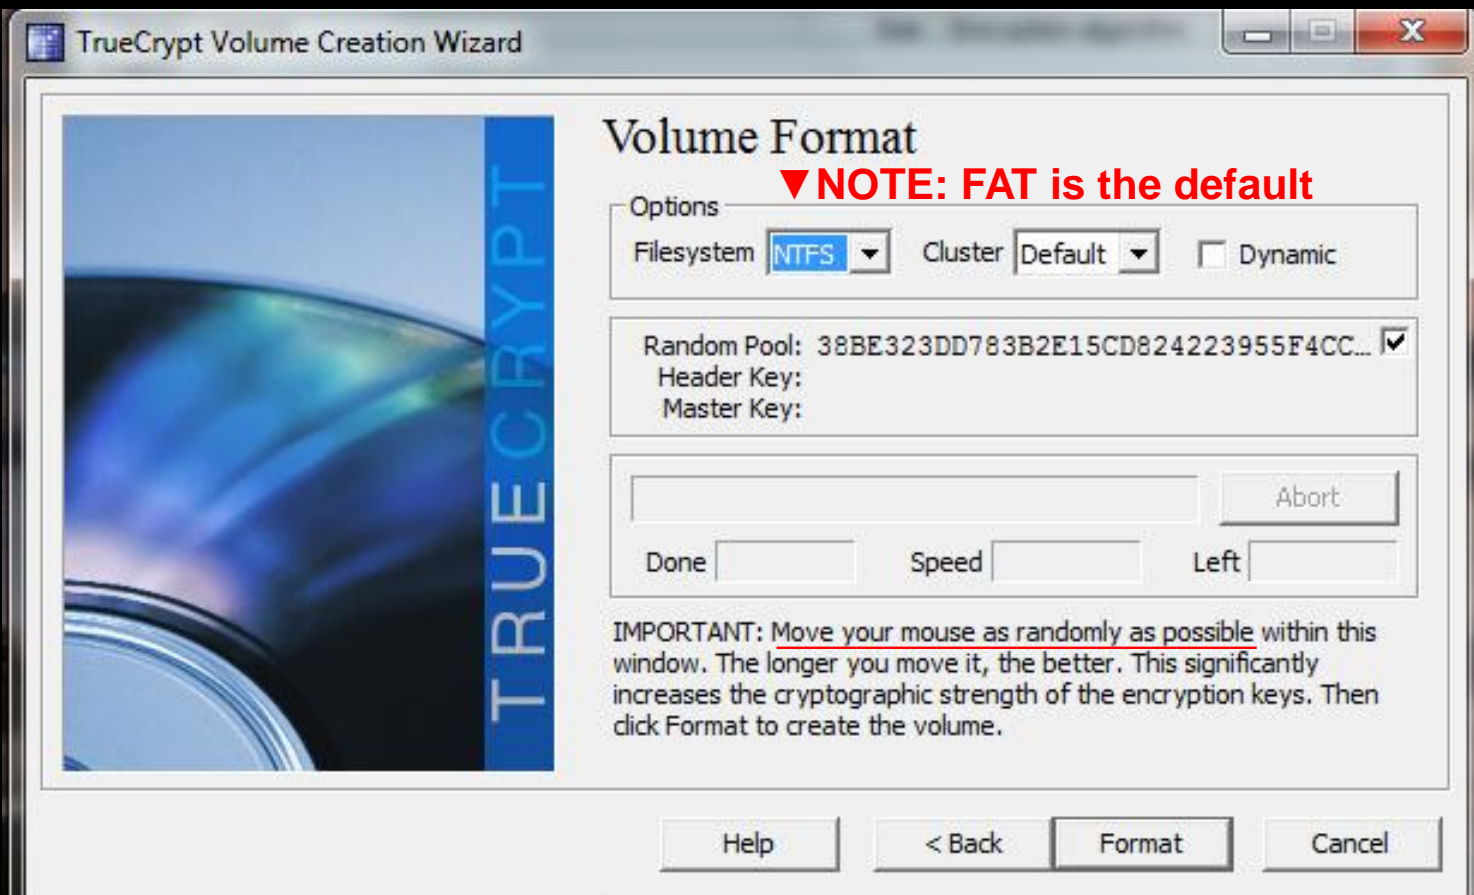 TrueCrypt Volume Creation Wizard
TRUECRYPT
Volume Format
▼NOTE: FAT is the default
Options
Filesystem NTFS Cluster Default Dynamic
Random Pool: 38BE323DD783B2E15CD824223955F4CC...
Header Key:
Master Key:
Abort
Done Speed Left
IMPORTANT: Move your mouse as randomly as possible within this
window. The longer you move it, the better. This significantly
increases the cryptographic strength of the encryption keys. Then
click Format to create the volume.
Help < Back Format Cancel